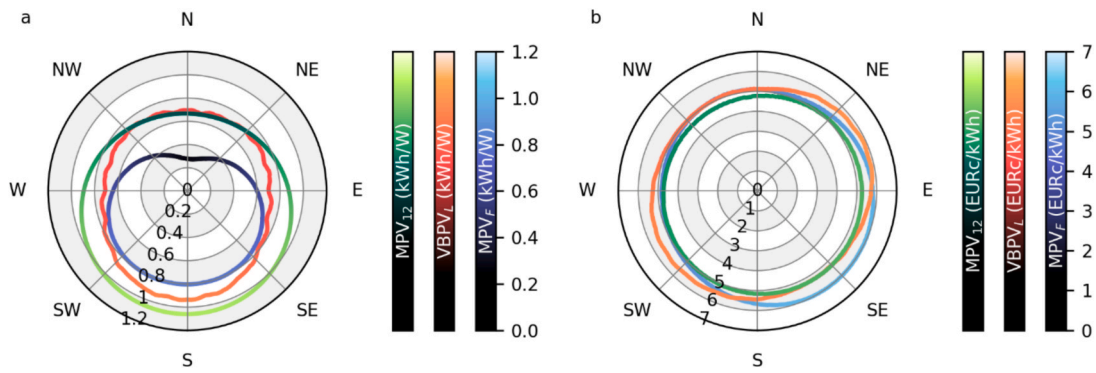 a
N
NW
NE
W
E
SW
SE
S
0
0.2
0.4
0.6
0.8
1
1.2
MPV12 (kWh/W)
VBPVL (kWh/W)
MPVF (kWh/W)
1.2
1.0
0.8
0.6
0.4
0.2
0.0
b
N
NW
NE
W
E
SW
SE
S
0
1
2
3
4
5
6
7
MPV12 (EURc/kWh)
VBPVL (EURc/kWh)
MPVF (EURc/kWh)
7
6
5
4
3
2
1
0